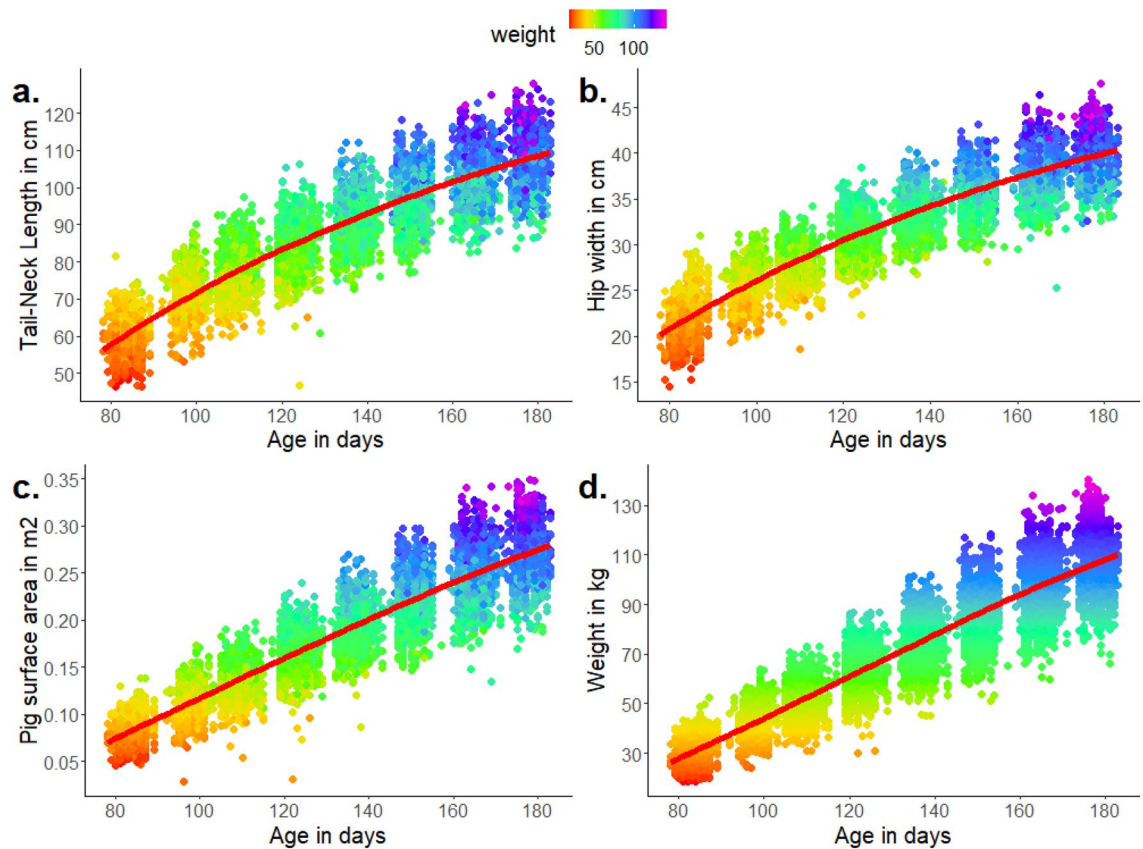 weight
50 100
a.
Tail-Neck Length in cm
120
110
100
90
80
70
60
50
80 100 120 140 160 180
Age in days
b.
Hip width in cm
45
40
35
30
25
20
15
80 100 120 140 160 180
Age in days
c.
Pig surface area in m2
0.35
0.30
0.25
0.20
0.15
0.10
0.05
80 100 120 140 160 180
Age in days
d.
Weight in kg
130
110
90
70
50
30
80 100 120 140 160 180
Age in days